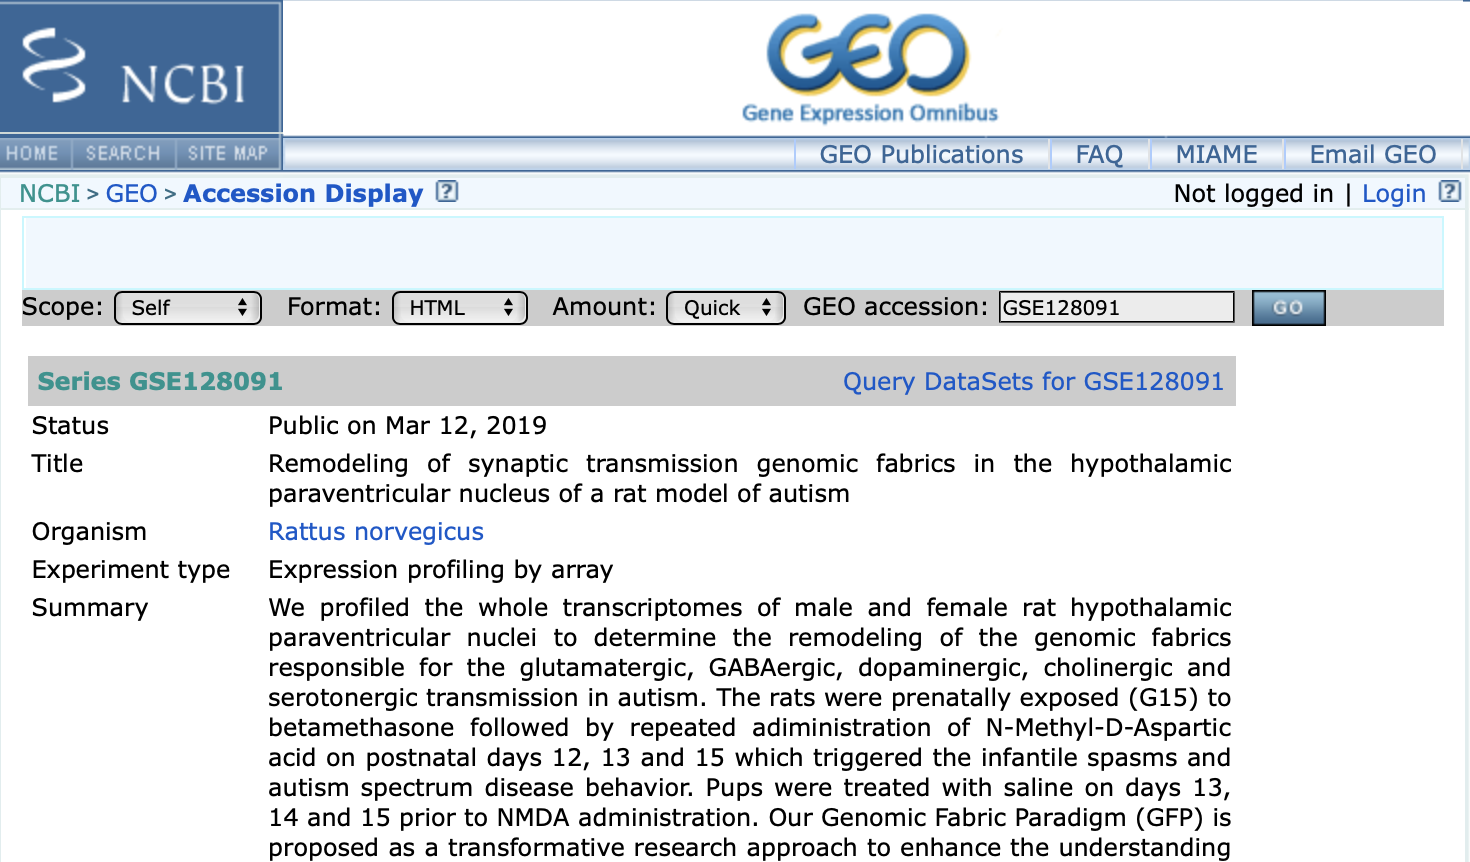 NCBI
GEO
Gene Expression Omnibus
HOME SEARCH SITE MAP GEO Publications FAQ MIAME Email GEO
NCBI > GEO > Accession Display ? Not logged in | Login ?
Scope: Self Format: HTML Amount: Quick GEO accession: GSE128091 GO
Series GSE128091 Query DataSets for GSE128091
Status Public on Mar 12, 2019
Title Remodeling of synaptic transmission genomic fabrics in the hypothalamic
paraventricular nucleus of a rat model of autism
Organism Rattus norvegicus
Experiment type Expression profiling by array
Summary We profiled the whole transcriptomes of male and female rat hypothalamic
paraventricular nuclei to determine the remodeling of the genomic fabrics
responsible for the glutamatergic, GABAergic, dopaminergic, cholinergic and
serotonergic transmission in autism. The rats were prenatally exposed (G15) to
betamethasone followed by repeated adiministration of N-Methyl-D-Aspartic
acid on postnatal days 12, 13 and 15 which triggered the infantile spasms and
autism spectrum disease behavior. Pups were treated with saline on days 13,
14 and 15 prior to NMDA administration. Our Genomic Fabric Paradigm (GFP) is
proposed as a transformative research approach to enhance the understanding